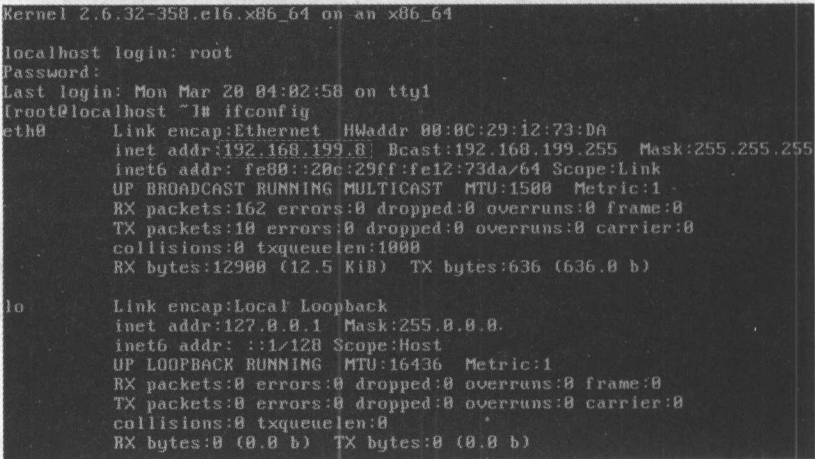 Kernel 2.6.32-358.el6.x86_64 on an x86_64
localhost login: root
Password:
Last login: Mon Mar 20 04:02:58 on tty1
[root@localhost ~]# ifconfig
eth0 Link encap:Ethernet HWaddr 00:0C:29:12:73:DA
inet addr:192.168.199.8 Bcast:192.168.199.255 Mask:255.255.255
inet6 addr: fe80::20c:29ff:fe12:73da/64 Scope:Link
UP BROADCAST RUNNING MULTICAST MTU:1500 Metric:1
RX packets:162 errors:0 dropped:0 overruns:0 frame:0
TX packets:10 errors:0 dropped:0 overruns:0 carrier:0
collisions:0 txqueuelen:1000
RX bytes:12900 (12.5 KiB) TX bytes:636 (636.0 b)
lo Link encap:Local Loopback
inet addr:127.0.0.1 Mask:255.0.0.0
inet6 addr: ::1/128 Scope:Host
UP LOOPBACK RUNNING MTU:16436 Metric:1
RX packets:0 errors:0 dropped:0 overruns:0 frame:0
TX packets:0 errors:0 dropped:0 overruns:0 carrier:0
collisions:0 txqueuelen:0
RX bytes:0 (0.0 b) TX bytes:0 (0.0 b)